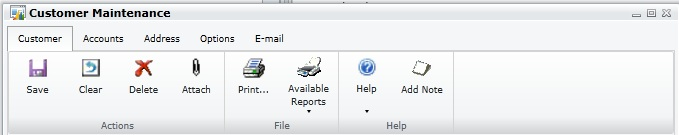 Customer Maintenance
Customer Accounts Address Options E-mail
Save Clear Delete Attach Print... Available Reports Help Add Note
Actions File Help